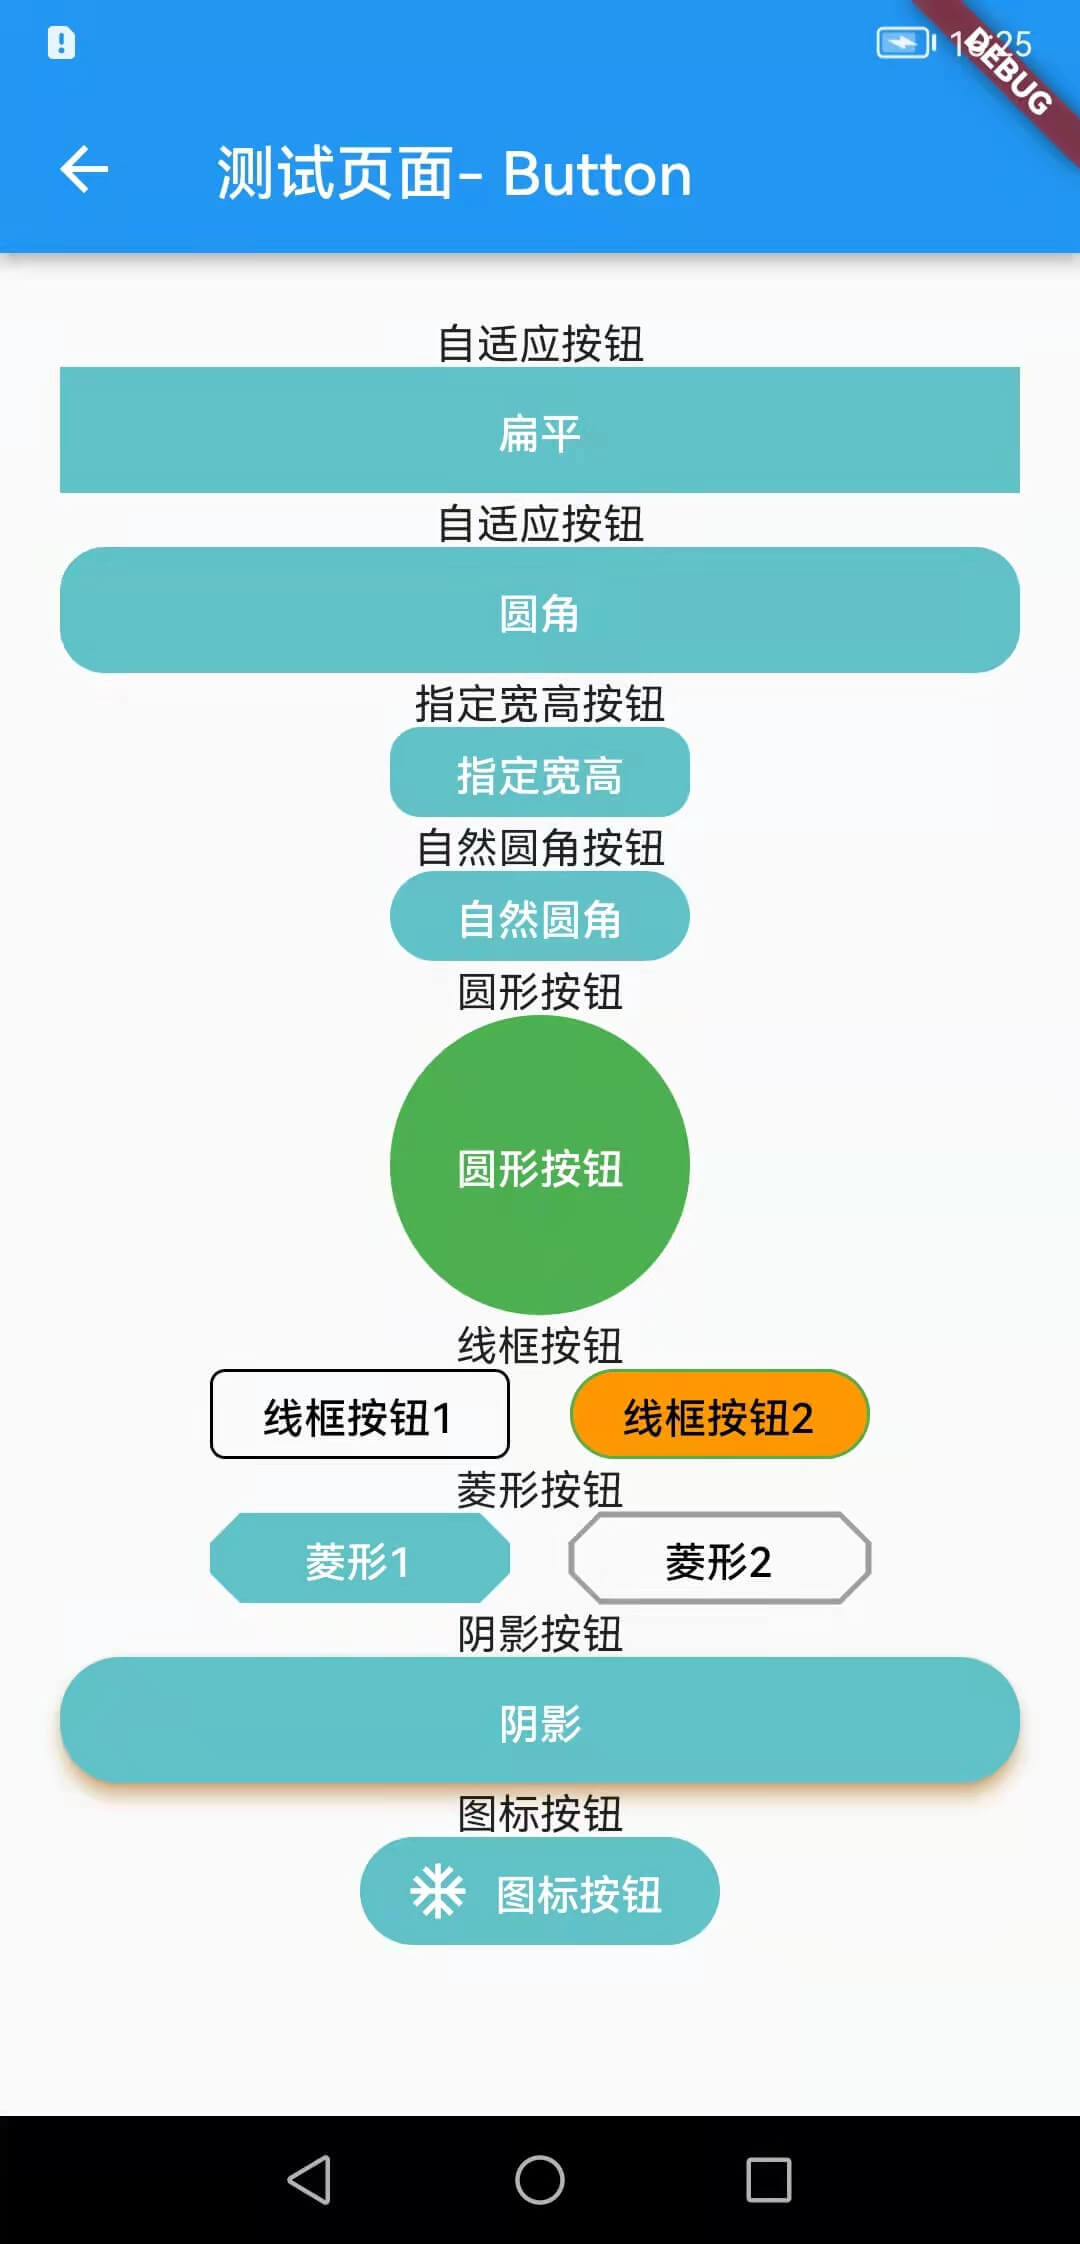 DEBUG
测试页面- Button
自适应按钮
扁平
自适应按钮
圆角
指定宽高按钮
指定宽高
自然圆角按钮
自然圆角
圆形按钮
圆形按钮
线框按钮
线框按钮1 线框按钮2
菱形按钮
菱形1 菱形2
阴影按钮
阴影
图标按钮
图标按钮